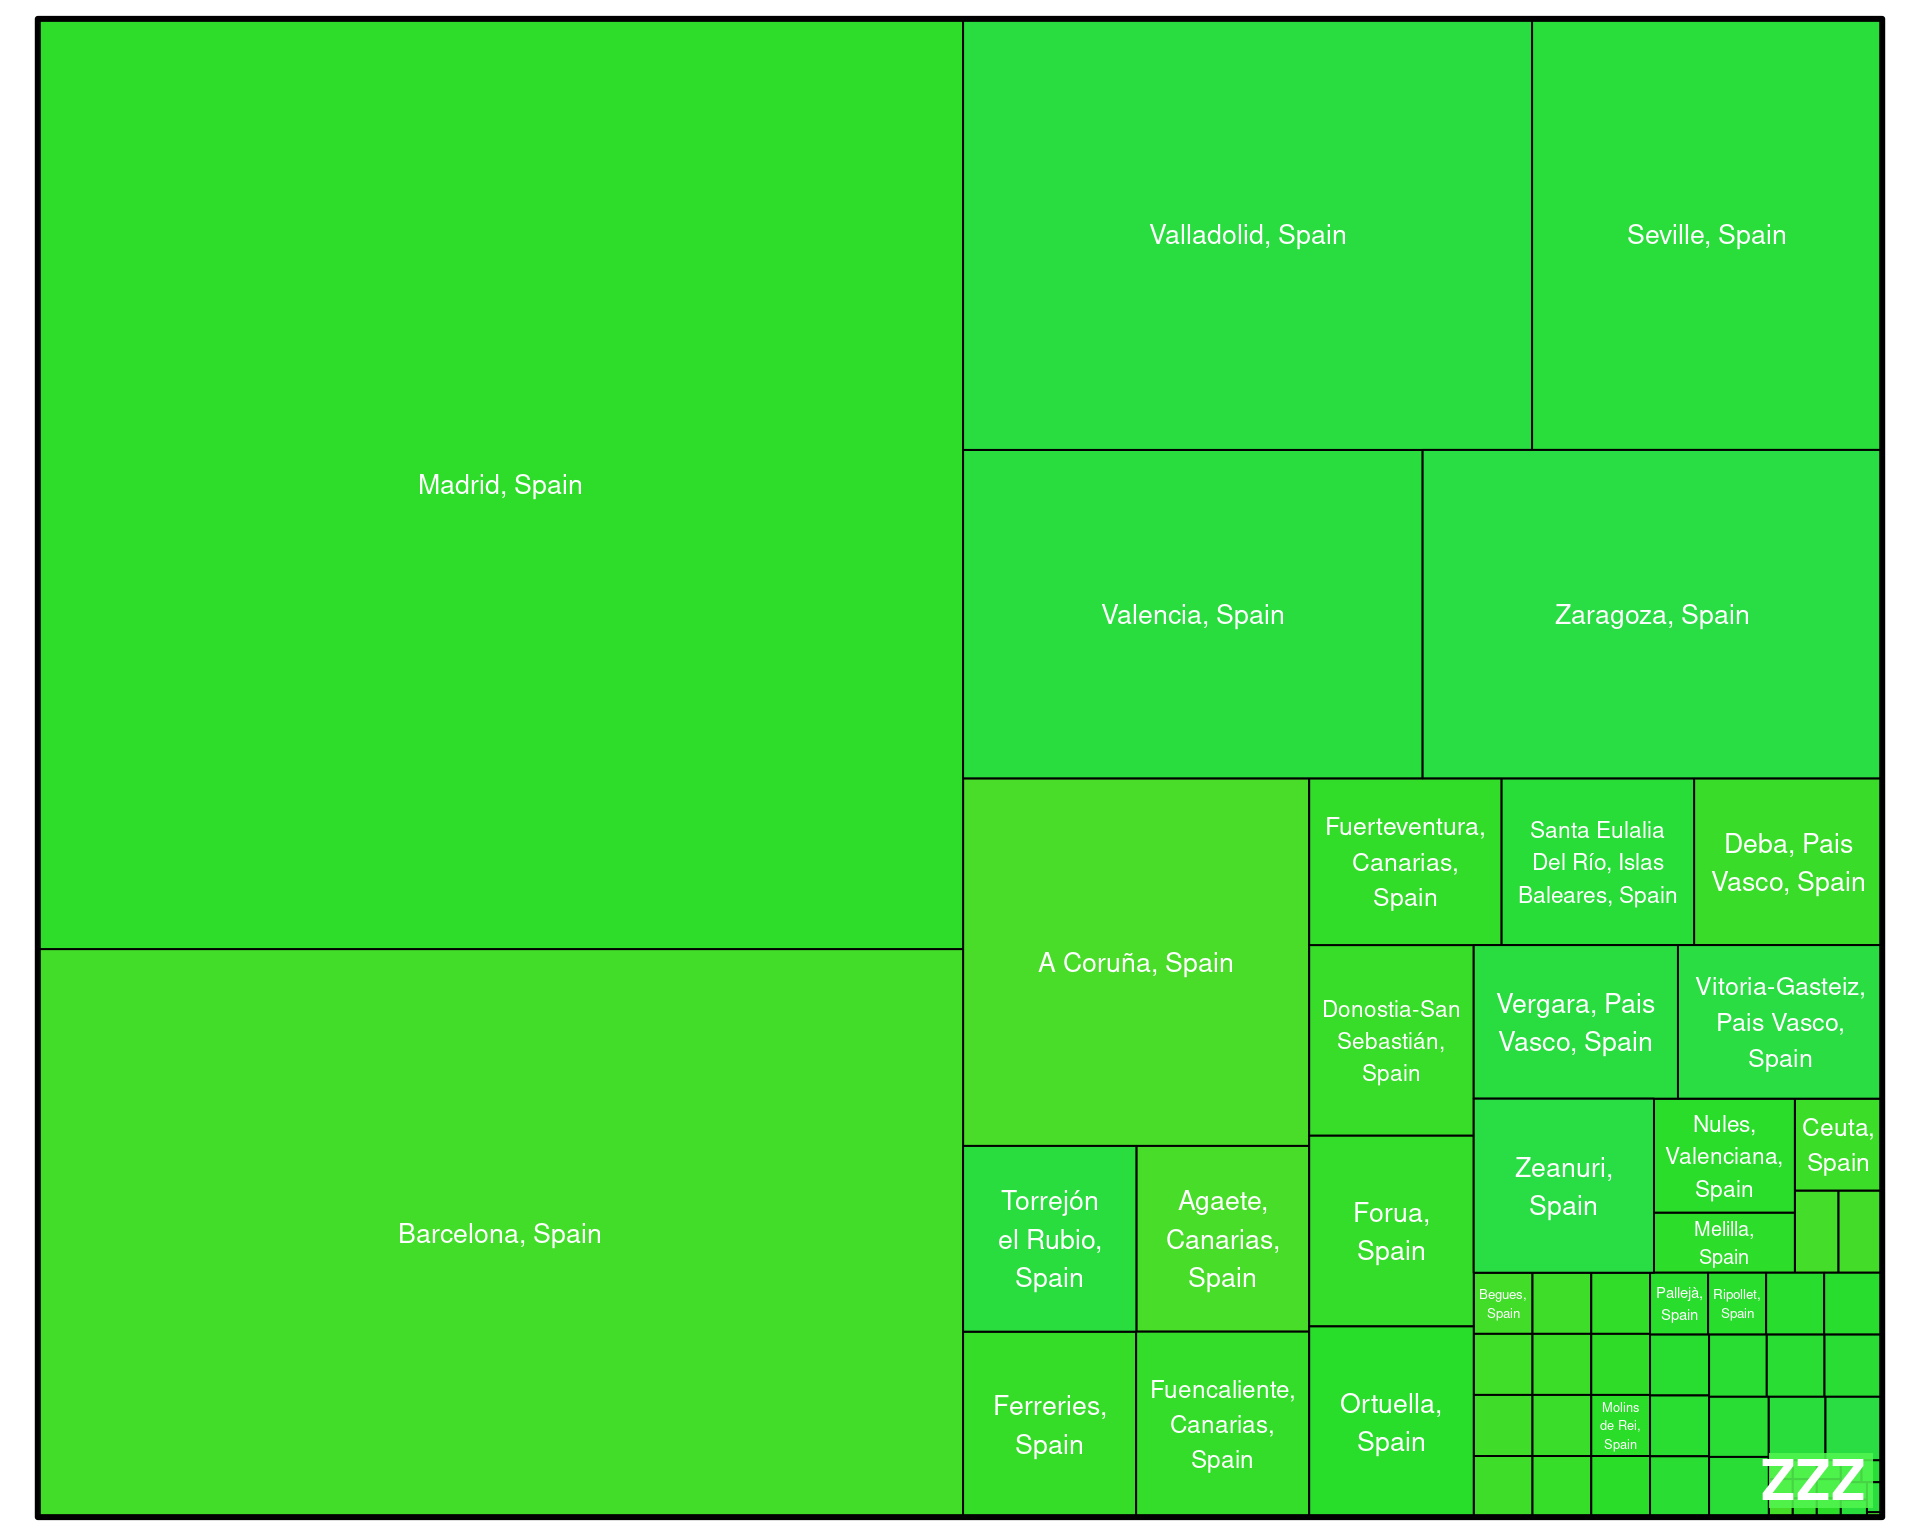 Madrid, Spain
Barcelona, Spain
Valladolid, Spain
Seville, Spain
Valencia, Spain
Zaragoza, Spain
A Coruña, Spain
Fuerteventura,
Canarias,
Spain
Santa Eulalia
Del Río, Islas
Baleares, Spain
Deba, Pais
Vasco, Spain
Donostia-San
Sebastián,
Spain
Vergara, Pais
Vasco, Spain
Vitoria-Gasteiz,
Pais Vasco,
Spain
Torrejón
el Rubio,
Spain
Agaete,
Canarias,
Spain
Forua,
Spain
Zeanuri,
Spain
Nules,
Valenciana,
Spain
Ceuta,
Spain
Melilla,
Spain
Ferreries,
Spain
Fuencaliente,
Canarias,
Spain
Ortuella,
Spain
Begues,
Spain
Pallejà,
Spain
Ripollet,
Spain
Molins
de Rei,
Spain
ZZZ